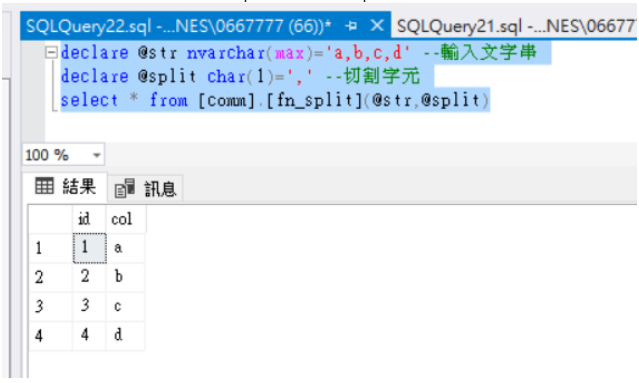 SQLQuery22.sql -...NES\0667777 (66))* SQLQuery21.sql -...NES\06677
declare @str nvarchar(max)='a,b,c,d' --輸入文字串
declare @split char(1)=',' --切割字元
select * from [comm].[fn_split](@str,@split)
100 %
結果 訊息
id col
1 1 a
2 2 b
3 3 c
4 4 d